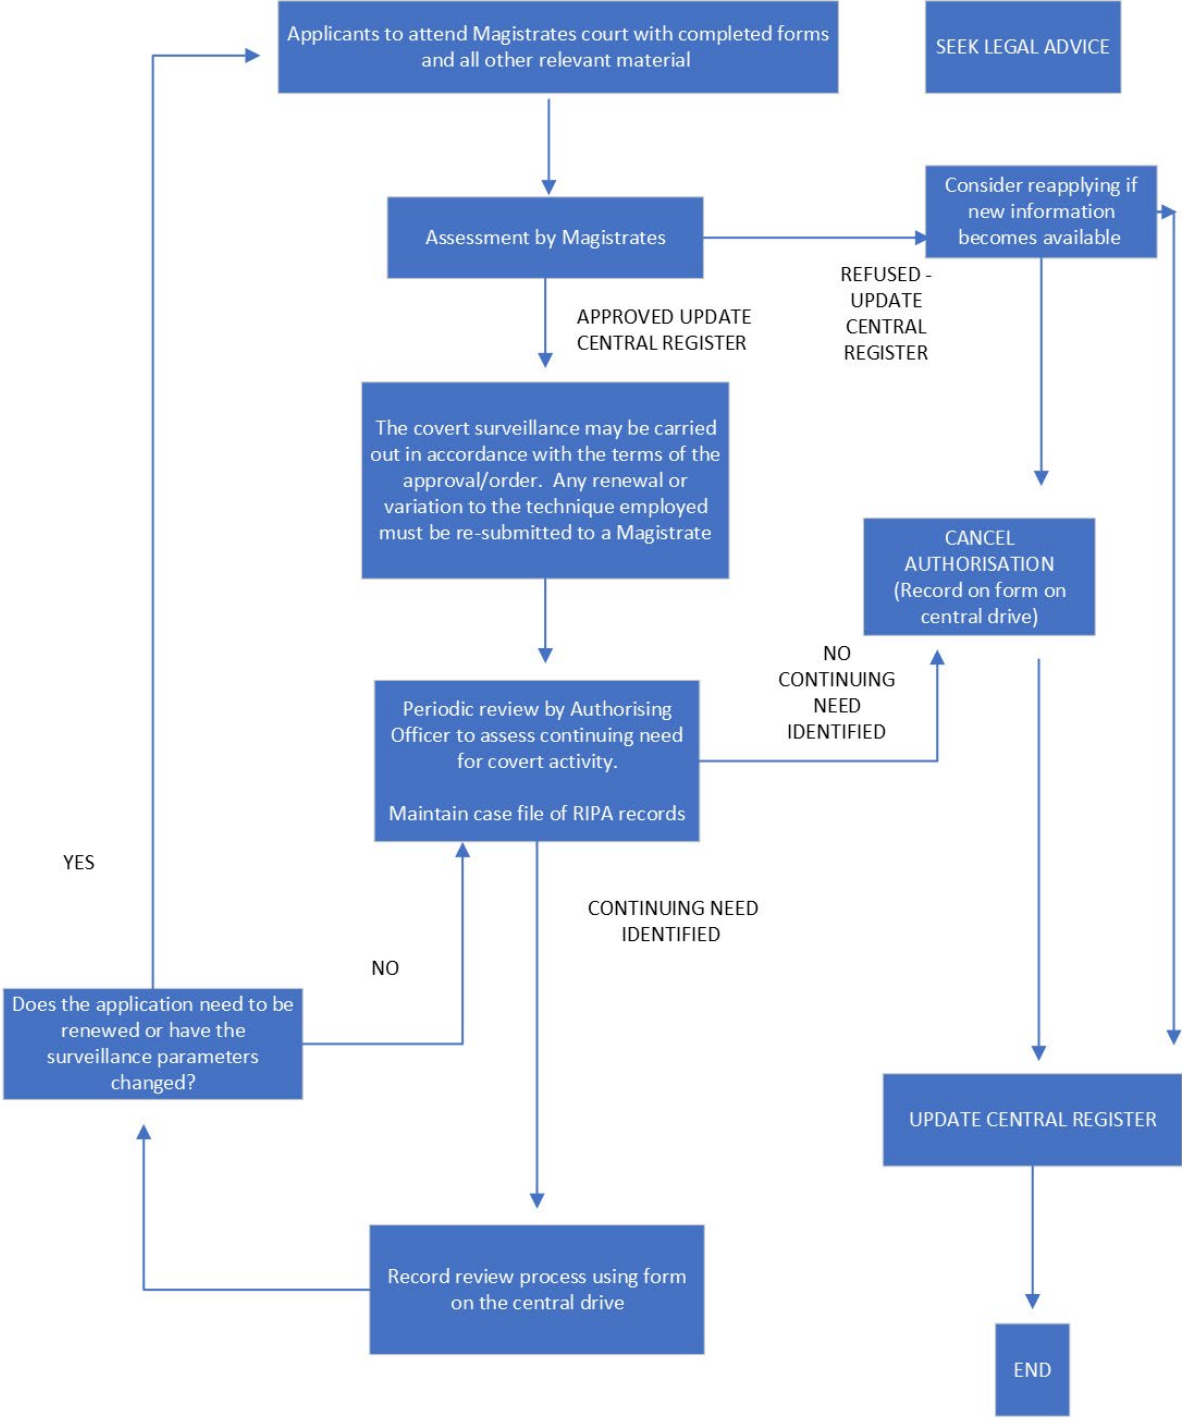 Applicants to attend Magistrates court with completed forms
and all other relevant material
SEEK LEGAL ADVICE
Consider reapplying if
new information
becomes available
Assessment by Magistrates
REFUSED -
UPDATE
CENTRAL
REGISTER
APPROVED UPDATE
CENTRAL REGISTER
The covert surveillance may be carried
out in accordance with the terms of the
approval/order.  Any renewal or
variation to the technique employed
must be re-submitted to a Magistrate
CANCEL
AUTHORISATION
(Record on form on
central drive)
NO
CONTINUING
NEED
IDENTIFIED
Periodic review by Authorising
Officer to assess continuing need
for covert activity.
Maintain case file of RIPA records
YES
CONTINUING NEED
IDENTIFIED
NO
Does the application need to be
renewed or have the
surveillance parameters
changed?
UPDATE CENTRAL REGISTER
Record review process using form
on the central drive
END